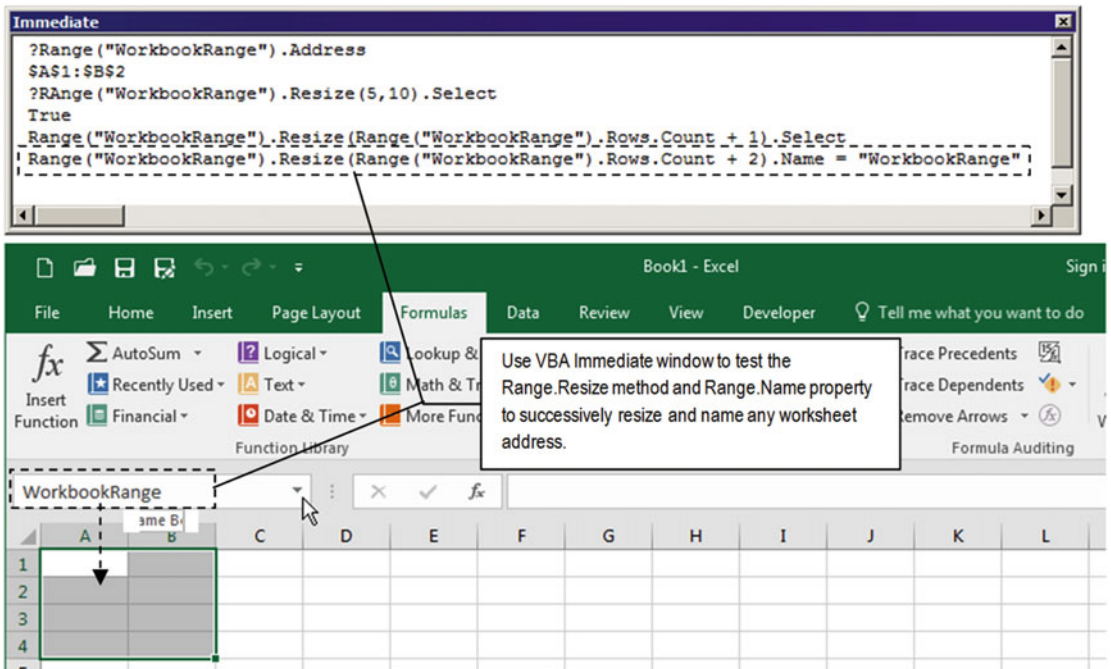 Immediate
?Range("WorkbookRange").Address
$A$1:$B$2
?RAnge("WorkbookRange").Resize(5,10).Select
True
Range("WorkbookRange").Resize(Range("WorkbookRange").Rows.Count + 1).Select
Range("WorkbookRange").Resize(Range("WorkbookRange").Rows.Count + 2).Name = "WorkbookRange"
Book1 - Excel
File Home Insert Page Layout Formulas Data Review View Developer Tell me what you want to do
fx Insert Function
AutoSum
Recently Used
Financial
Logical
Text
Date & Time
Lookup &
Math &
More
Function Library
Use VBA Immediate window to test the
Range.Resize method and Range.Name property
to successively resize and name any worksheet
address.
Precedents
Arrows
Formula Auditing
WorkbookRange
fx
A B C D E F G H I J K L
1
2
3
4